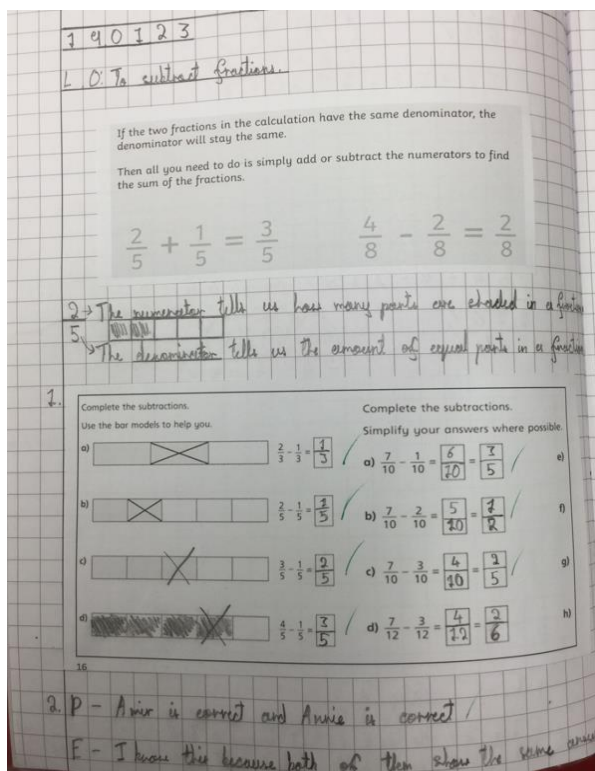 190123
L O: To subtract fractions.
If the two fractions in the calculation have the same denominator, the
denominator will stay the same.
Then all you need to do is simply add or subtract the numerators to find
the sum of the fractions.
2/5 + 1/5 = 3/5 4/8 - 2/8 = 2/8
2/5 → The numerator tells us how many parts are shaded in a fraction
→ The denominator tells us the amount of equal parts in a fraction
1.
Complete the subtractions. Complete the subtractions.
Use the bar models to help you. Simplify your answers where possible.
a) 2/3 - 1/3 = 1/3 a) 7/10 - 1/10 = 6/10 = 3/5 e)
b) 2/5 - 1/5 = 1/5 b) 7/10 - 2/10 = 5/10 = 1/2 f)
c) 3/5 - 1/5 = 2/5 c) 7/10 - 3/10 = 4/10 = 2/5 g)
d) 4/5 - 1/5 = 3/5 d) 7/12 - 3/12 = 4/12 = 2/6 h)
16
2. P - Amir is correct and Annie is correct
E - I know this because both of them show the same